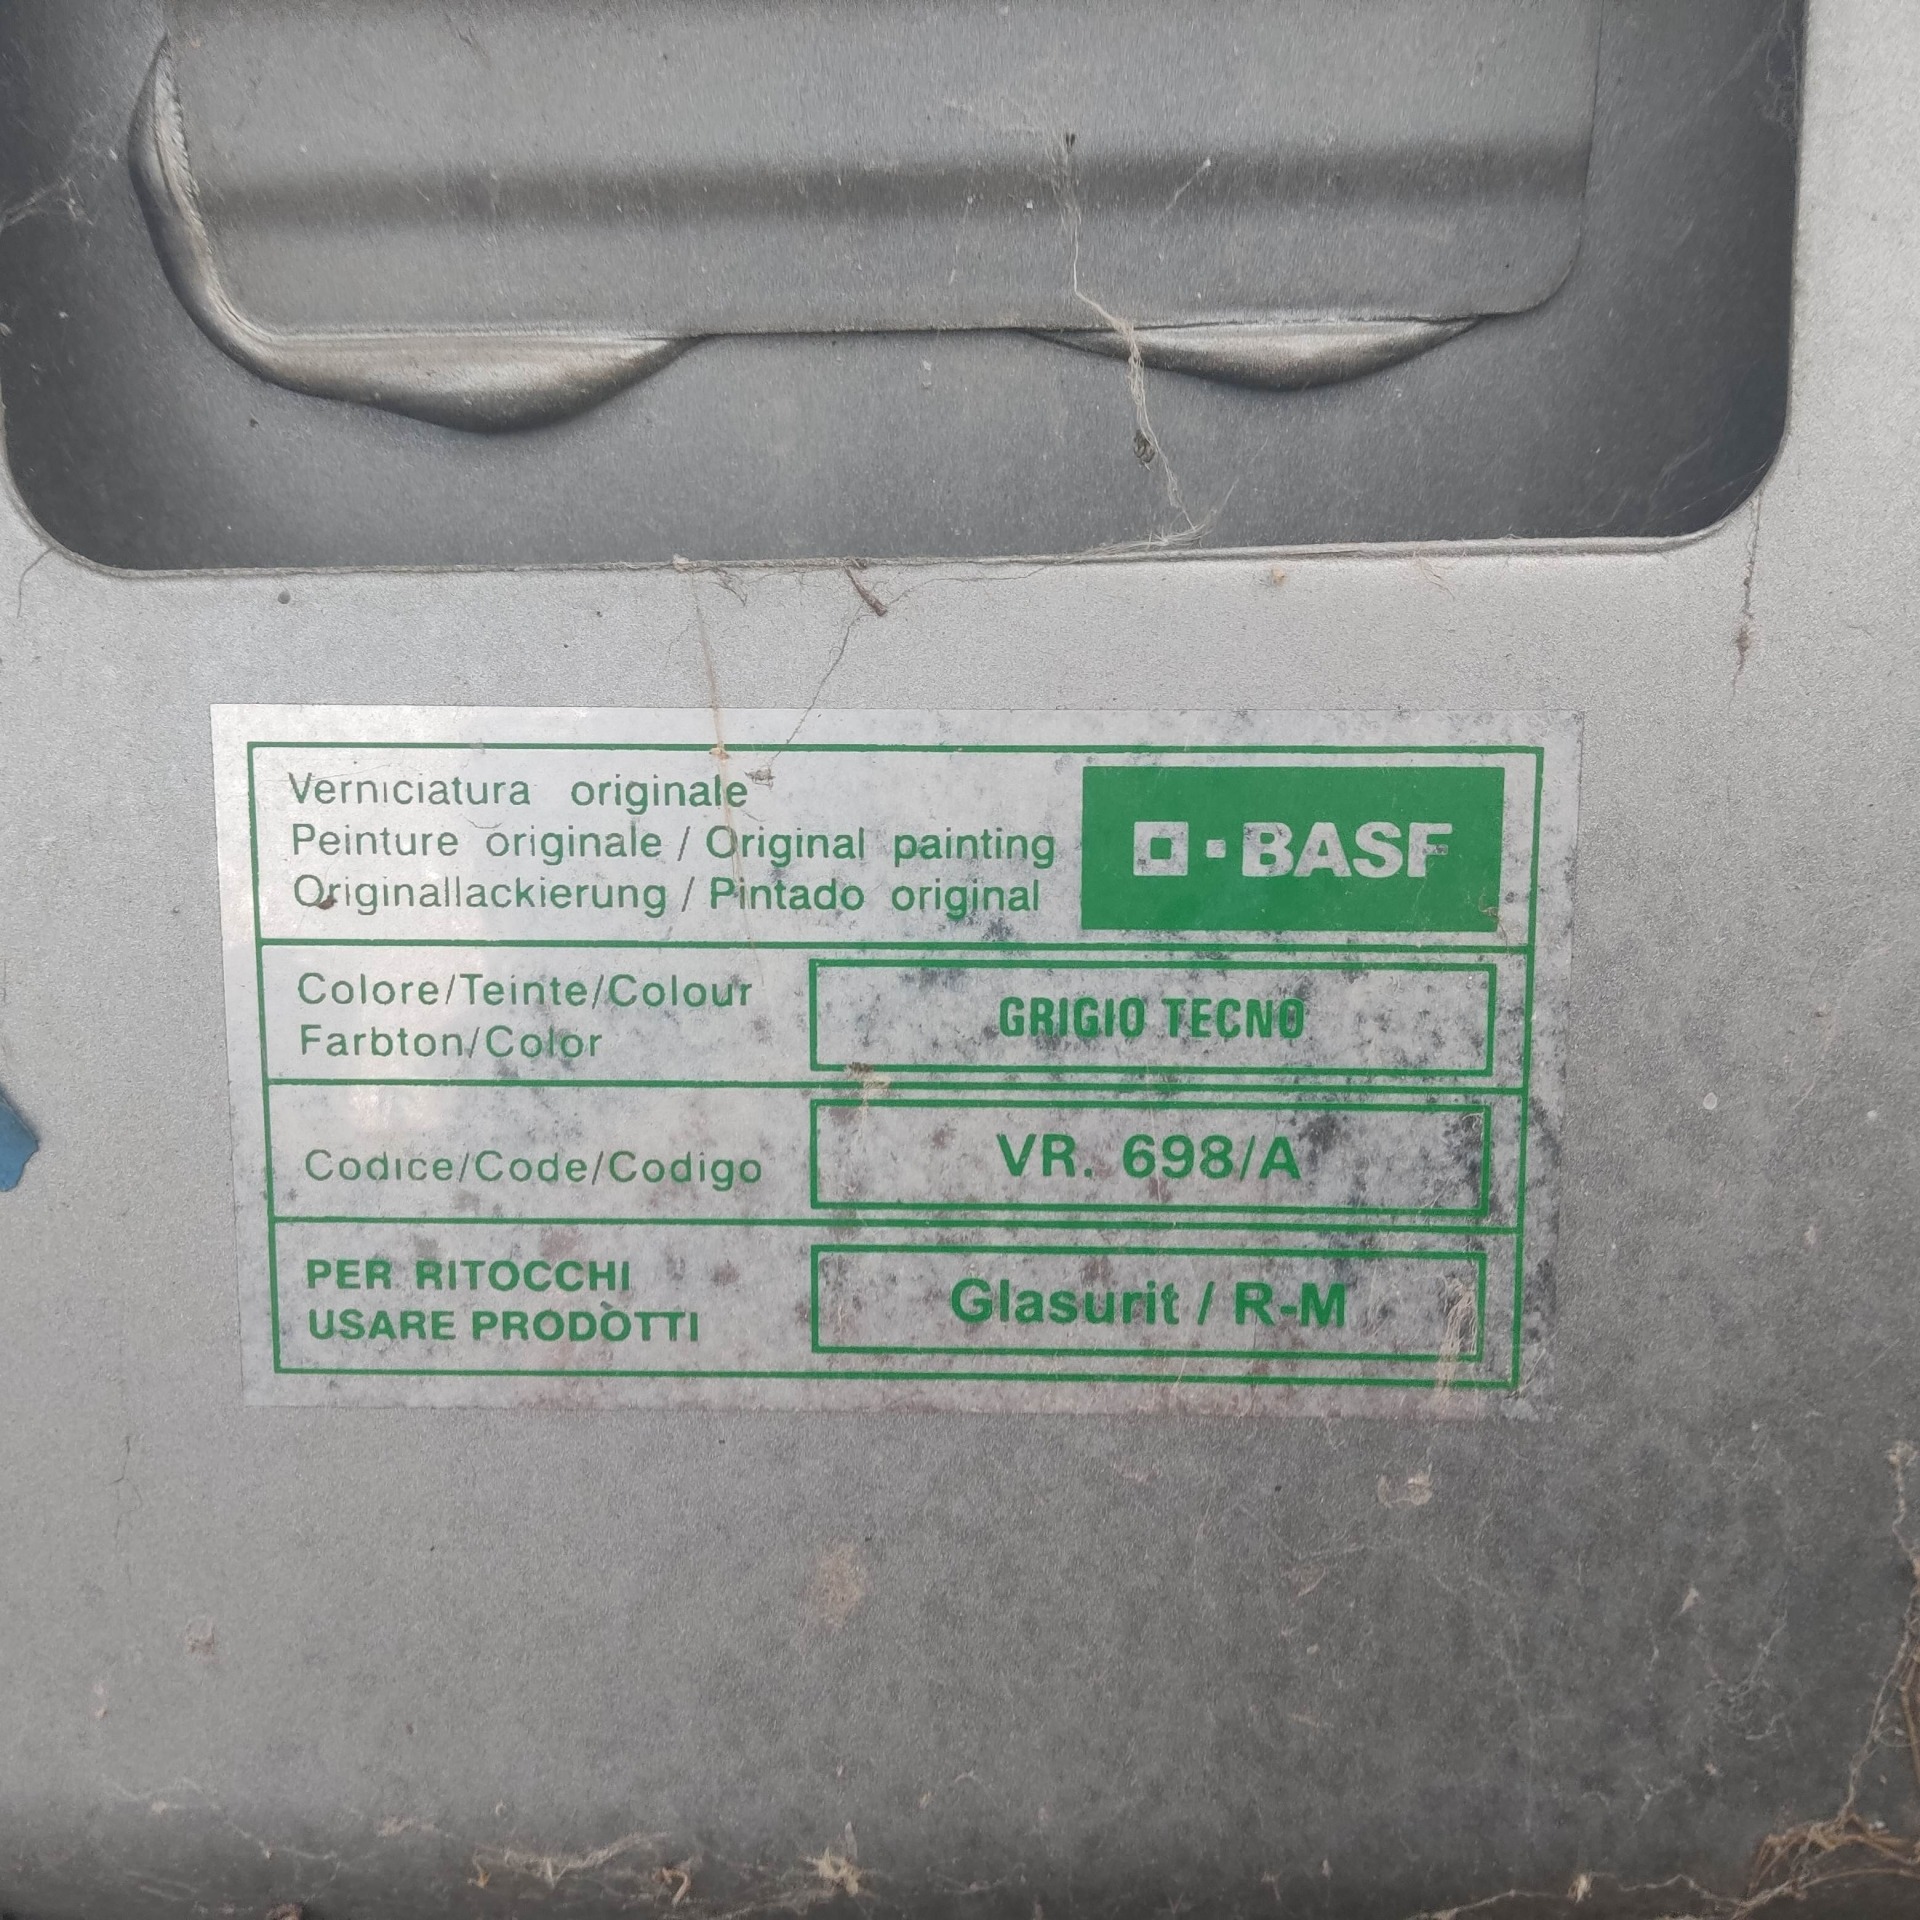 Verniciatura originale
Peinture originale / Original painting
Originallackierung / Pintado original
BASF
Colore/Teinte/Colour
Farbton/Color
GRIGIO TECNO
Codice/Code/Codigo
VR. 698/A
PER RITOCCHI
USARE PRODOTTI
Glasurit / R-M